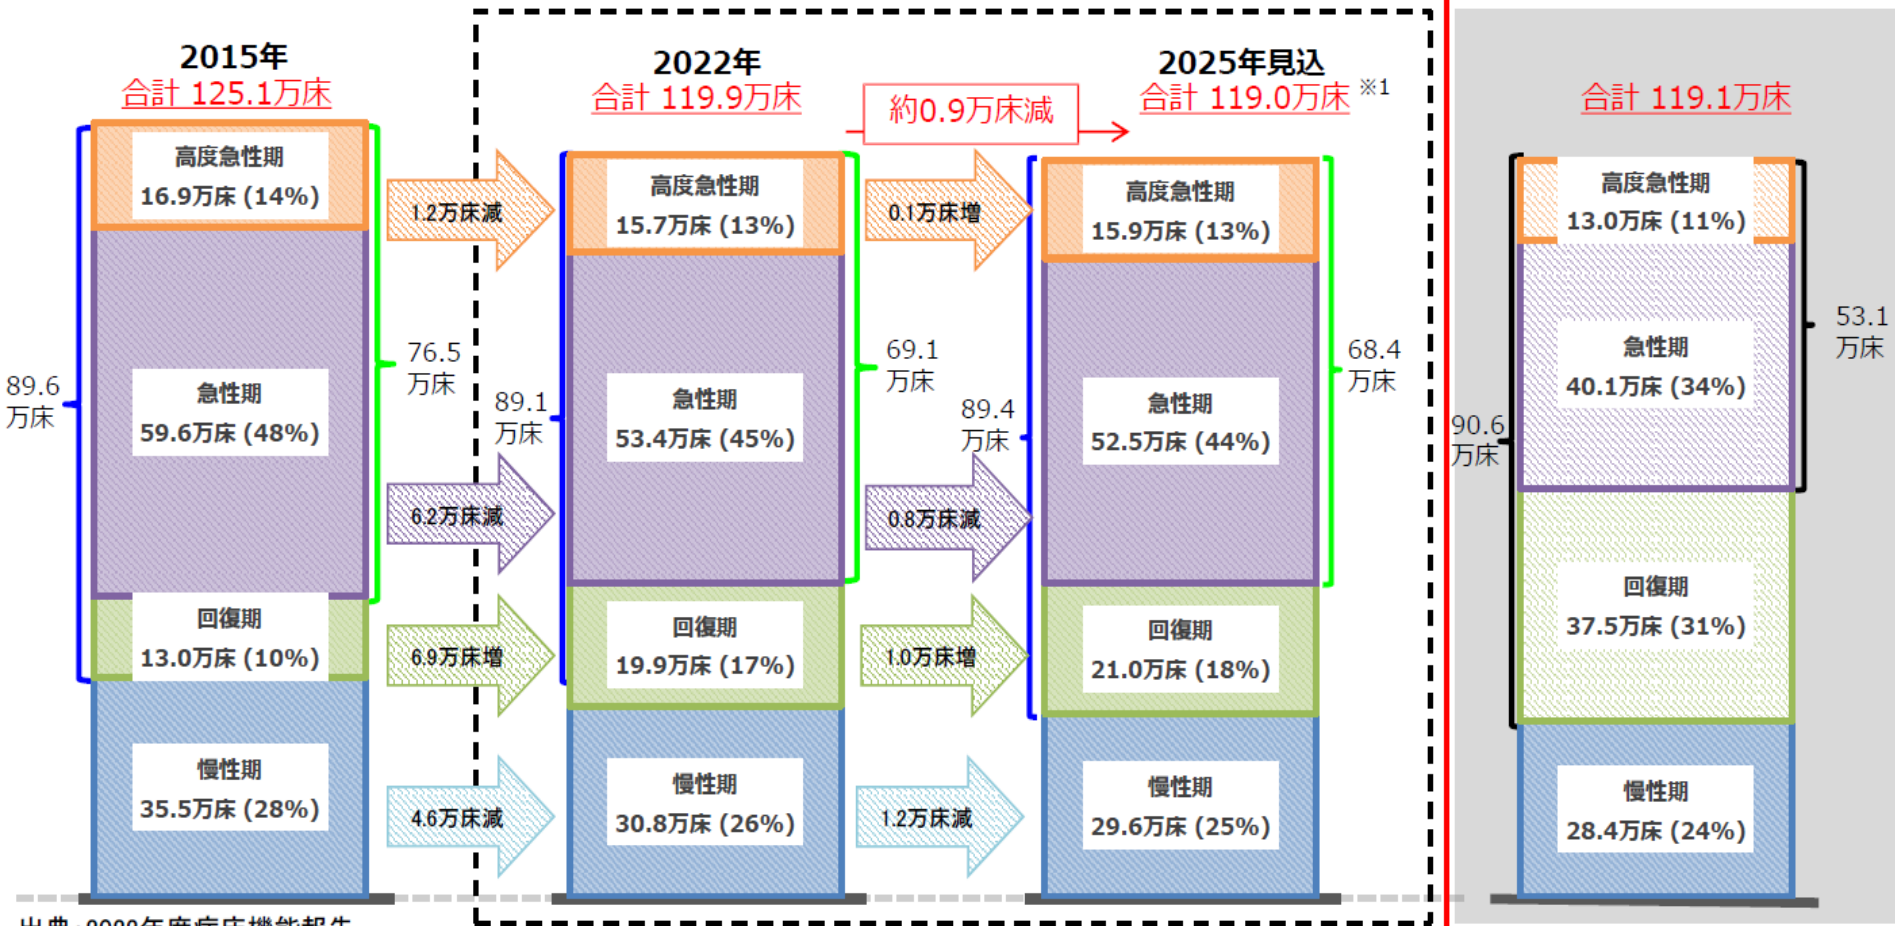 2015年
合計 125.1万床
高度急性期
16.9万床 (14%)
急性期
59.6万床 (48%)
回復期
13.0万床 (10%)
慢性期
35.5万床 (28%)
89.6
万床
76.5
万床
1.2万床減
6.2万床減
6.9万床増
4.6万床減
2022年
合計 119.9万床
高度急性期
15.7万床 (13%)
急性期
53.4万床 (45%)
回復期
19.9万床 (17%)
慢性期
30.8万床 (26%)
89.1
万床
69.1
万床
約0.9万床減
0.1万床増
0.8万床減
1.0万床増
1.2万床減
2025年見込
合計 119.0万床 ※1
高度急性期
15.9万床 (13%)
急性期
52.5万床 (44%)
回復期
21.0万床 (18%)
慢性期
29.6万床 (25%)
89.4
万床
68.4
万床
合計 119.1万床
高度急性期
13.0万床 (11%)
急性期
40.1万床 (34%)
回復期
37.5万床 (31%)
慢性期
28.4万床 (24%)
90.6
万床
53.1
万床